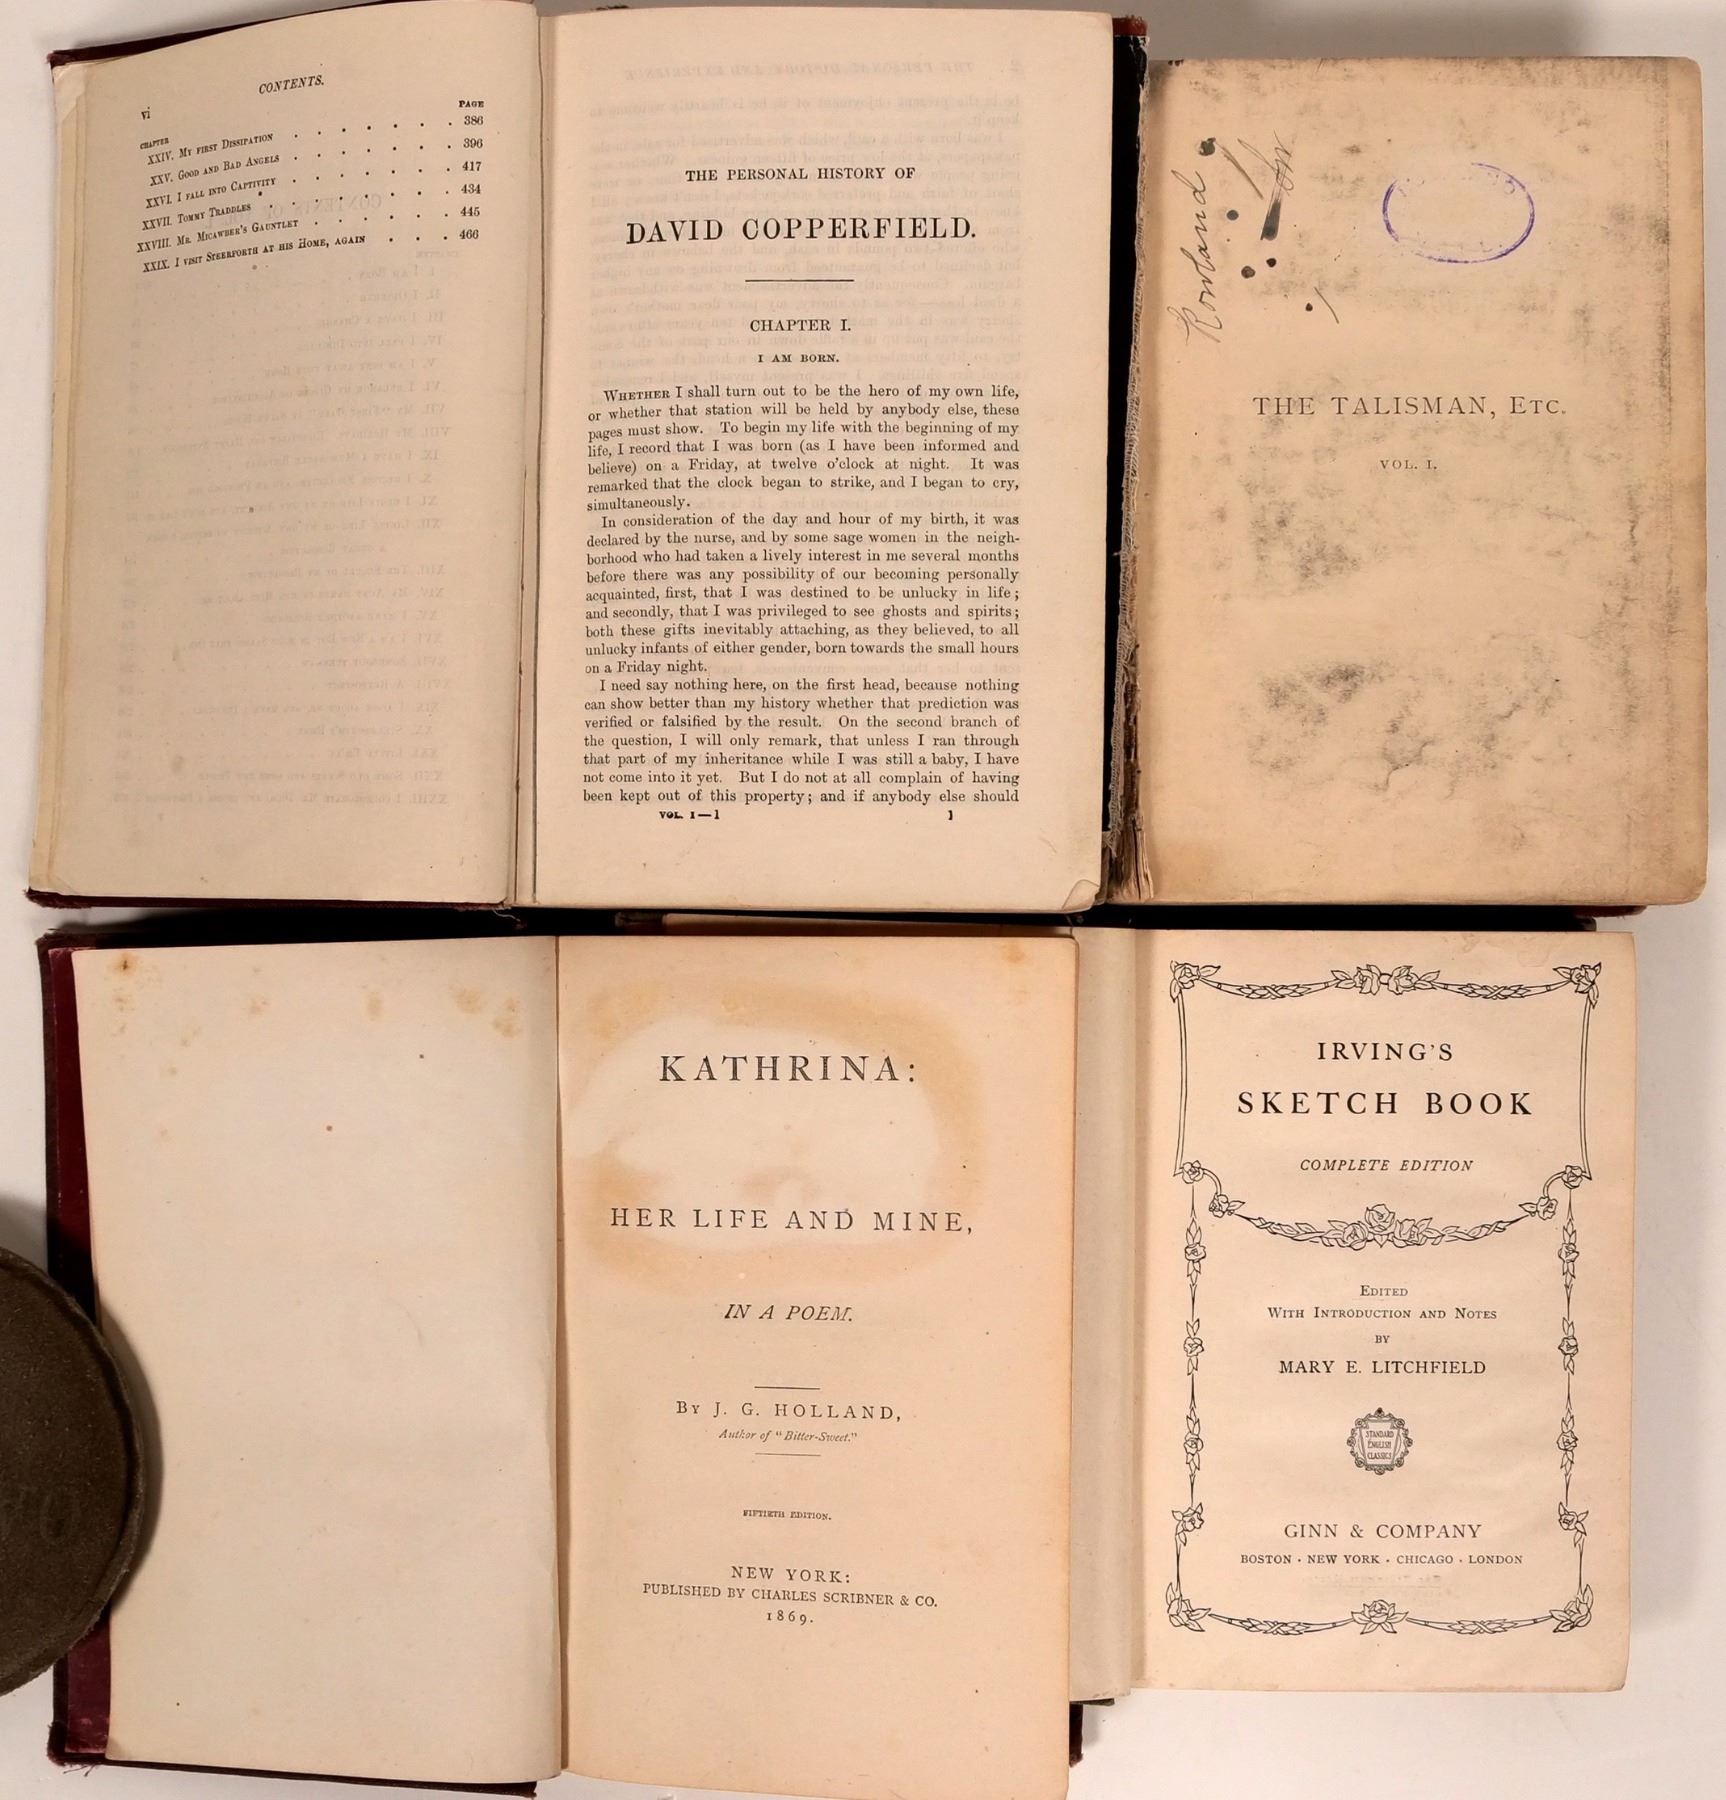 CONTENTS.
vi
PAGE
CHAPTER
XXIV. MY FIRST DISSIPATION . . . . . . . 386
XXV. GOOD AND BAD ANGELS . . . . . . . 396
XXVI. I FALL INTO CAPTIVITY . . . . . . . 417
XXVII. TOMMY TRADDLES . . . . . . . . 434
XXVIII. MR. MICAWBER'S GAUNTLET . . . . . . 445
XXIX. I VISIT STEERFORTH AT HIS HOME, AGAIN . . . 466
THE PERSONAL HISTORY OF
DAVID COPPERFIELD.
CHAPTER I.
I AM BORN.
WHETHER I shall turn out to be the hero of my own life,
or whether that station will be held by anybody else, these
pages must show. To begin my life with the beginning of my
life, I record that I was born (as I have been informed and
believe) on a Friday, at twelve o'clock at night. It was
remarked that the clock began to strike, and I began to cry,
simultaneously.
In consideration of the day and hour of my birth, it was
declared by the nurse, and by some sage women in the neigh-
borhood who had taken a lively interest in me several months
before there was any possibility of our becoming personally
acquainted, first, that I was destined to be unlucky in life;
and secondly, that I was privileged to see ghosts and spirits;
both these gifts inevitably attaching, as they believed, to all
unlucky infants of either gender, born towards the small hours
on a Friday night.
I need say nothing here, on the first head, because nothing
can show better than my history whether that prediction was
verified or falsified by the result. On the second branch of
the question, I will only remark, that unless I ran through
that part of my inheritance while I was still a baby, I have
not come into it yet. But I do not at all complain of having
been kept out of this property; and if anybody else should
VOL. I—1 1
Rowland
THE TALISMAN, ETC.
VOL. I.
KATHRINA:
HER LIFE AND MINE,
IN A POEM.
BY J. G. HOLLAND,
Author of "Bitter-Sweet."
FIFTIETH EDITION.
NEW YORK:
PUBLISHED BY CHARLES SCRIBNER & CO.
1869.
IRVING'S
SKETCH BOOK
COMPLETE EDITION
EDITED
WITH INTRODUCTION AND NOTES
BY
MARY E. LITCHFIELD
STANDARD
ENGLISH
CLASSICS
GINN & COMPANY
BOSTON · NEW YORK · CHICAGO · LONDON